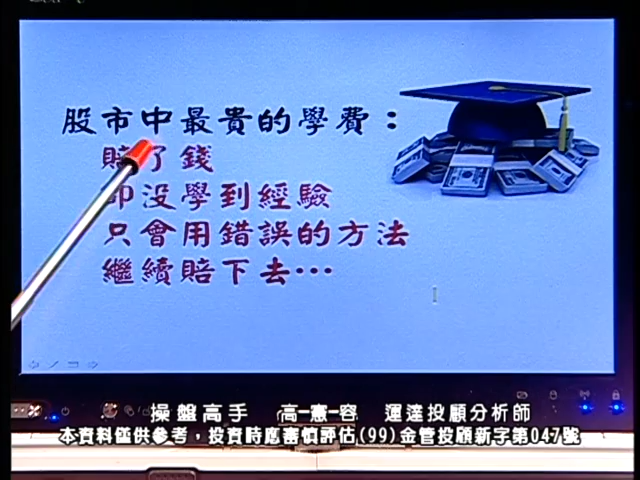 股市中最貴的學費：
賠了錢
卻没學到經驗
只會用錯誤的方法
繼續賠下去…
操盤高手 高憲容 運達投顧分析師
本資料僅供參考，投資時應審慎評估(99)金管投顧新字第047號